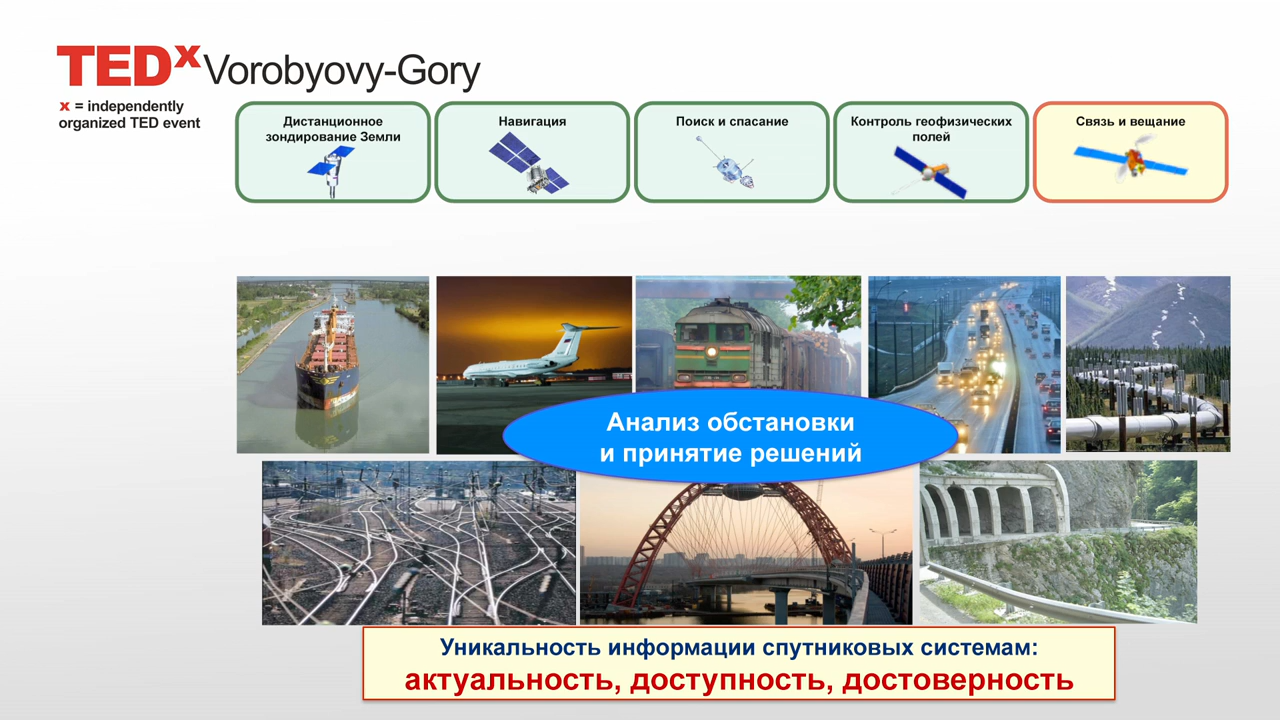 TEDxVorobyovy-Gory
x = independently
organized TED event
Дистанционное
зондирование Земли
Навигация
Поиск и спасание
Контроль геофизических
полей
Связь и вещание
Анализ обстановки
и принятие решений
Уникальность информации спутниковых системам:
актуальность, доступность, достоверность